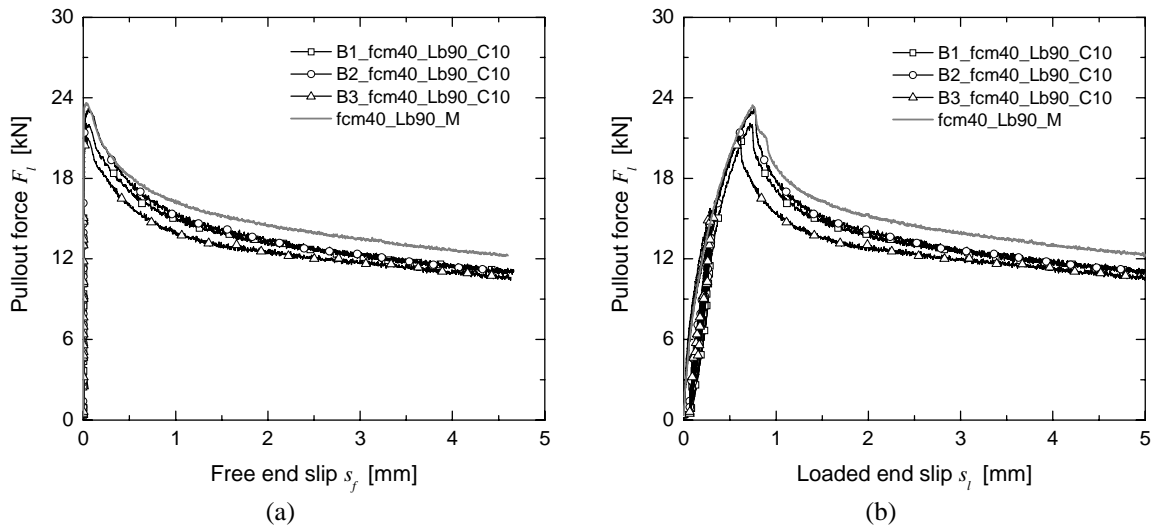 30
24
18
12
6
0
Pullout force F_l [kN]
B1_fcm40_Lb90_C10
B2_fcm40_Lb90_C10
B3_fcm40_Lb90_C10
fcm40_Lb90_M
0 1 2 3 4 5
Free end slip s_f [mm]
(a)
30
24
18
12
6
0
Pullout force F_l [kN]
B1_fcm40_Lb90_C10
B2_fcm40_Lb90_C10
B3_fcm40_Lb90_C10
fcm40_Lb90_M
0 1 2 3 4 5
Loaded end slip s_l [mm]
(b)